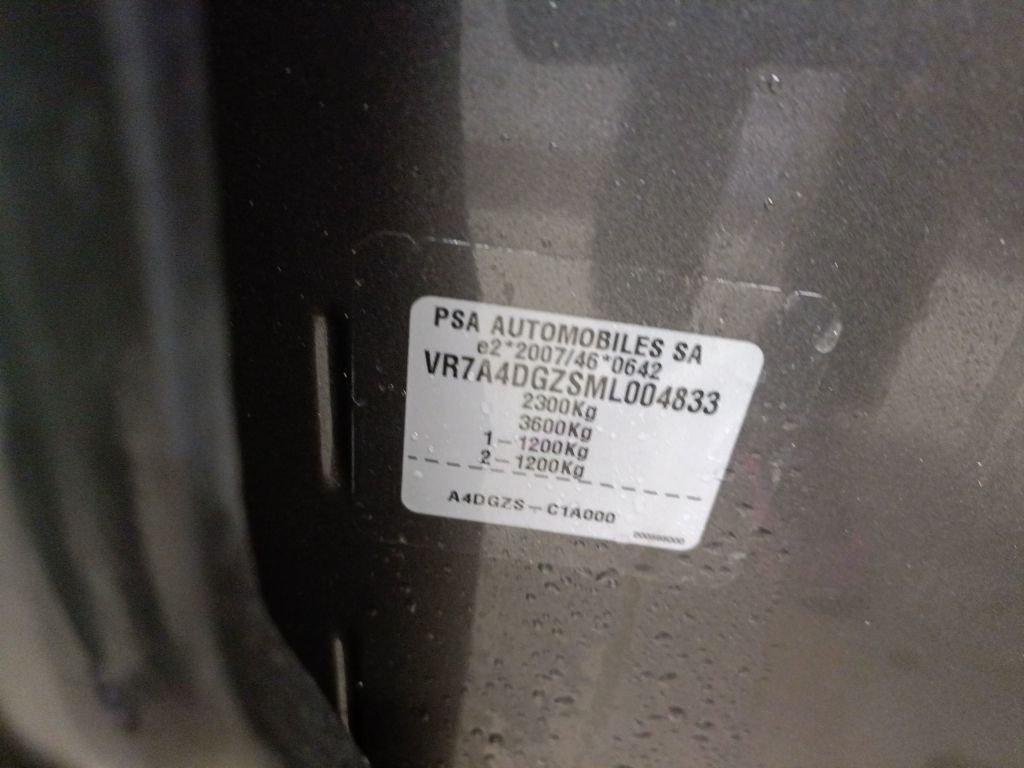 PSA AUTOMOBILES SA
e2*2007/46*0642
VR7A4DGZSML004833
2300Kg
3600Kg
1-1200Kg
2-1200Kg
A4DGZS-C1A000